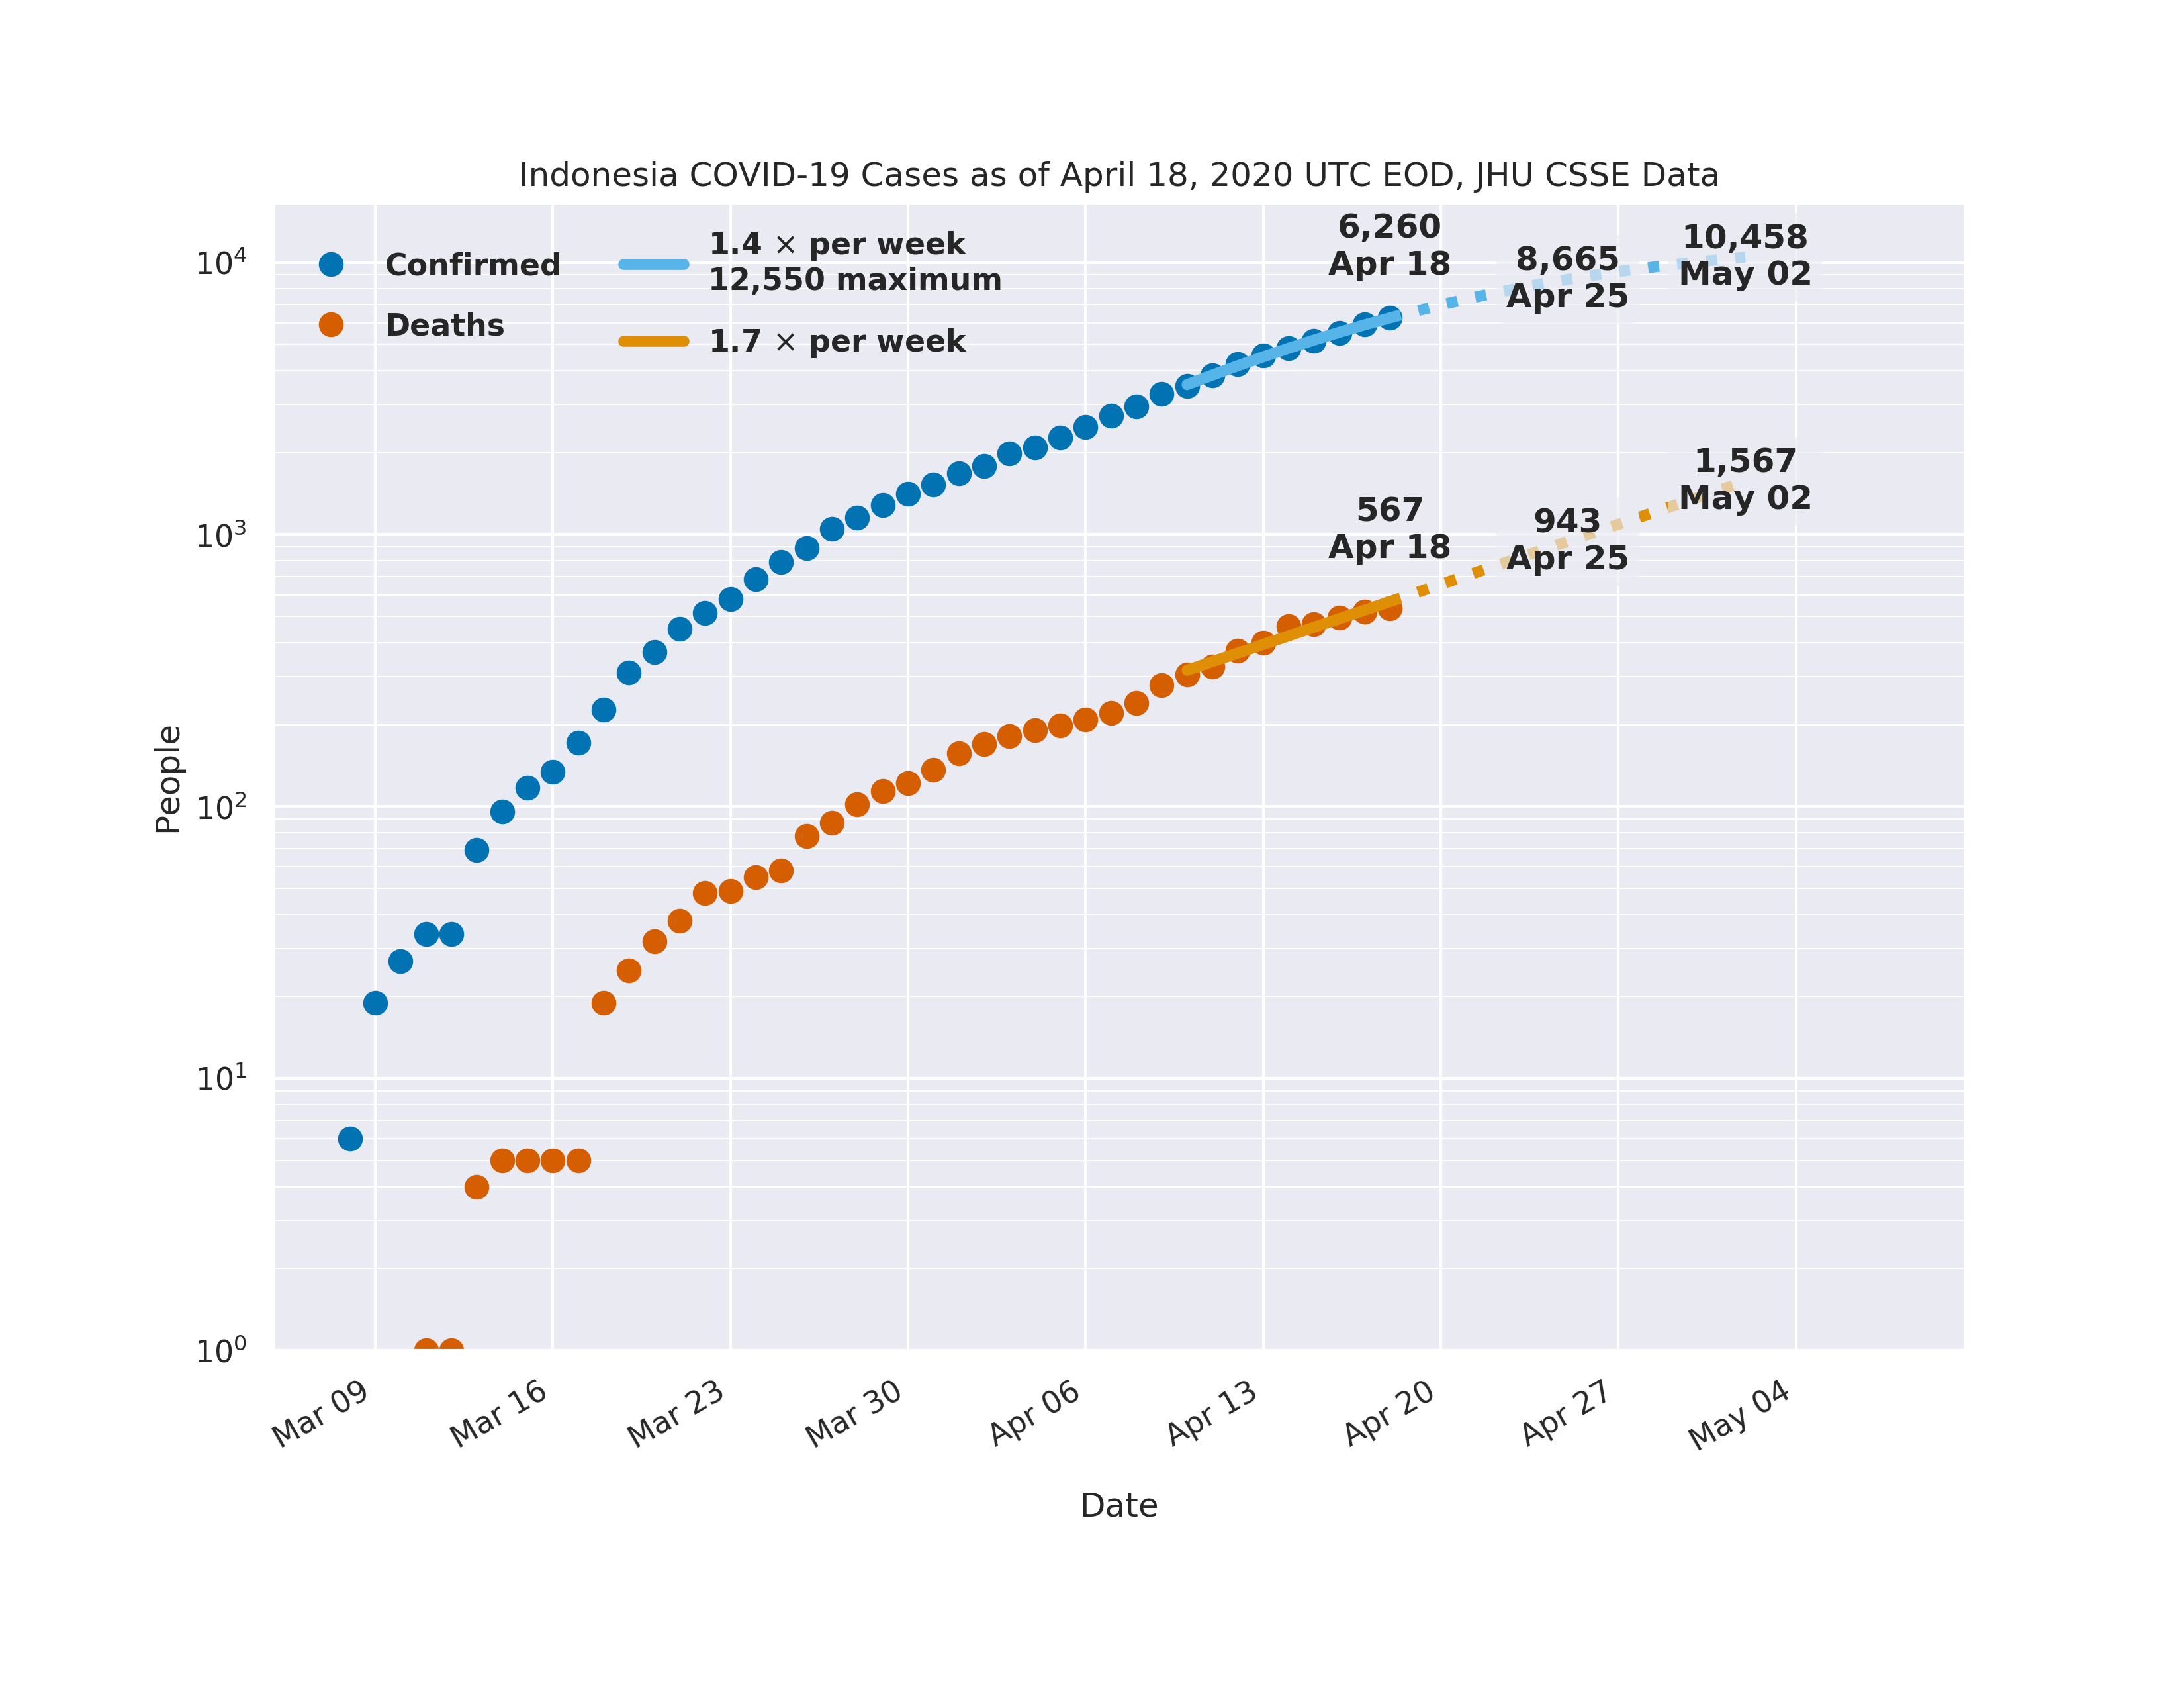 Indonesia COVID-19 Cases as of April 18, 2020 UTC EOD, JHU CSSE Data
Confirmed
Deaths
1.4 × per week
12,550 maximum
1.7 × per week
6,260
Apr 18
8,665
Apr 25
10,458
May 02
567
Apr 18
943
Apr 25
1,567
May 02
People
10⁴
10³
10²
10¹
10⁰
Mar 09
Mar 16
Mar 23
Mar 30
Apr 06
Apr 13
Apr 20
Apr 27
May 04
Date